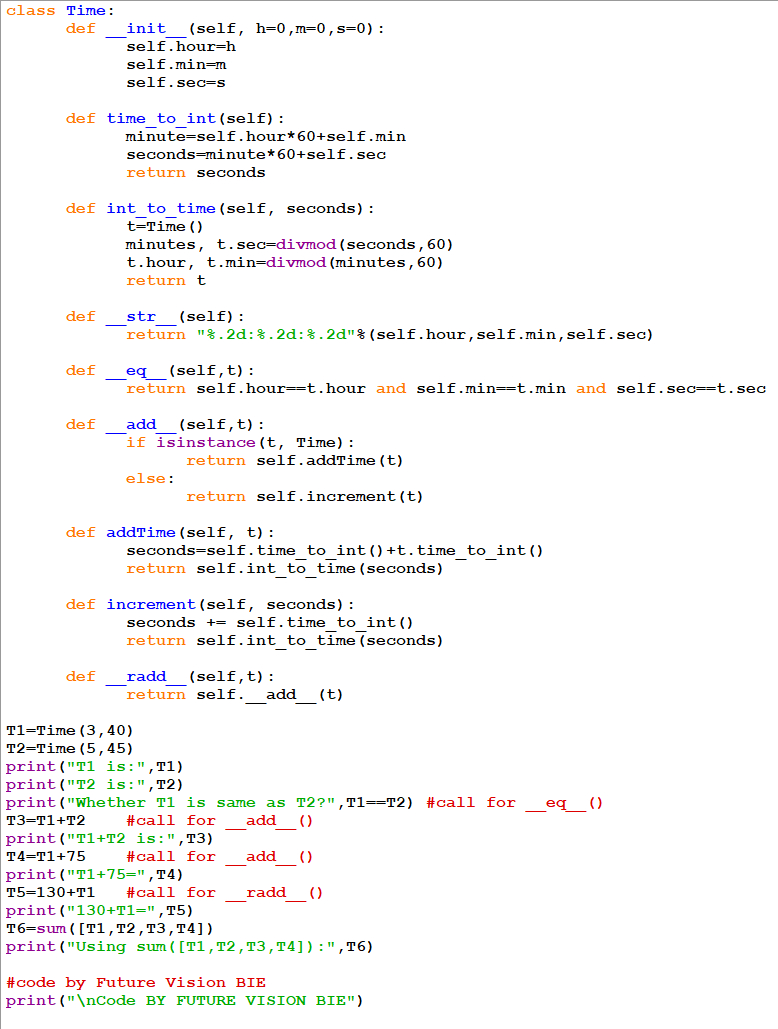 class Time:
      def __init__(self, h=0,m=0,s=0):
            self.hour=h
            self.min=m
            self.sec=s

      def time_to_int(self):
            minute=self.hour*60+self.min
            seconds=minute*60+self.sec
            return seconds

      def int_to_time(self, seconds):
            t=Time()
            minutes, t.sec=divmod(seconds,60)
            t.hour, t.min=divmod(minutes,60)
            return t

      def __str__(self):
            return "%.2d:%.2d:%.2d"%(self.hour,self.min,self.sec)

      def __eq__(self,t):
            return self.hour==t.hour and self.min==t.min and self.sec==t.sec

      def __add__(self,t):
            if isinstance(t, Time):
                  return self.addTime(t)
            else:
                  return self.increment(t)

      def addTime(self, t):
            seconds=self.time_to_int()+t.time_to_int()
            return self.int_to_time(seconds)

      def increment(self, seconds):
            seconds += self.time_to_int()
            return self.int_to_time(seconds)

      def __radd__(self,t):
            return self.__add__(t)

T1=Time(3,40)
T2=Time(5,45)
print("T1 is:",T1)
print("T2 is:",T2)
print("Whether T1 is same as T2?",T1==T2) #call for __eq__()
T3=T1+T2    #call for __add__()
print("T1+T2 is:",T3)
T4=T1+75    #call for __add__()
print("T1+75=",T4)
T5=130+T1   #call for __radd__()
print("130+T1=",T5)
T6=sum([T1,T2,T3,T4])
print("Using sum([T1,T2,T3,T4]):",T6)

#code by Future Vision BIE
print("\nCode BY FUTURE VISION BIE")